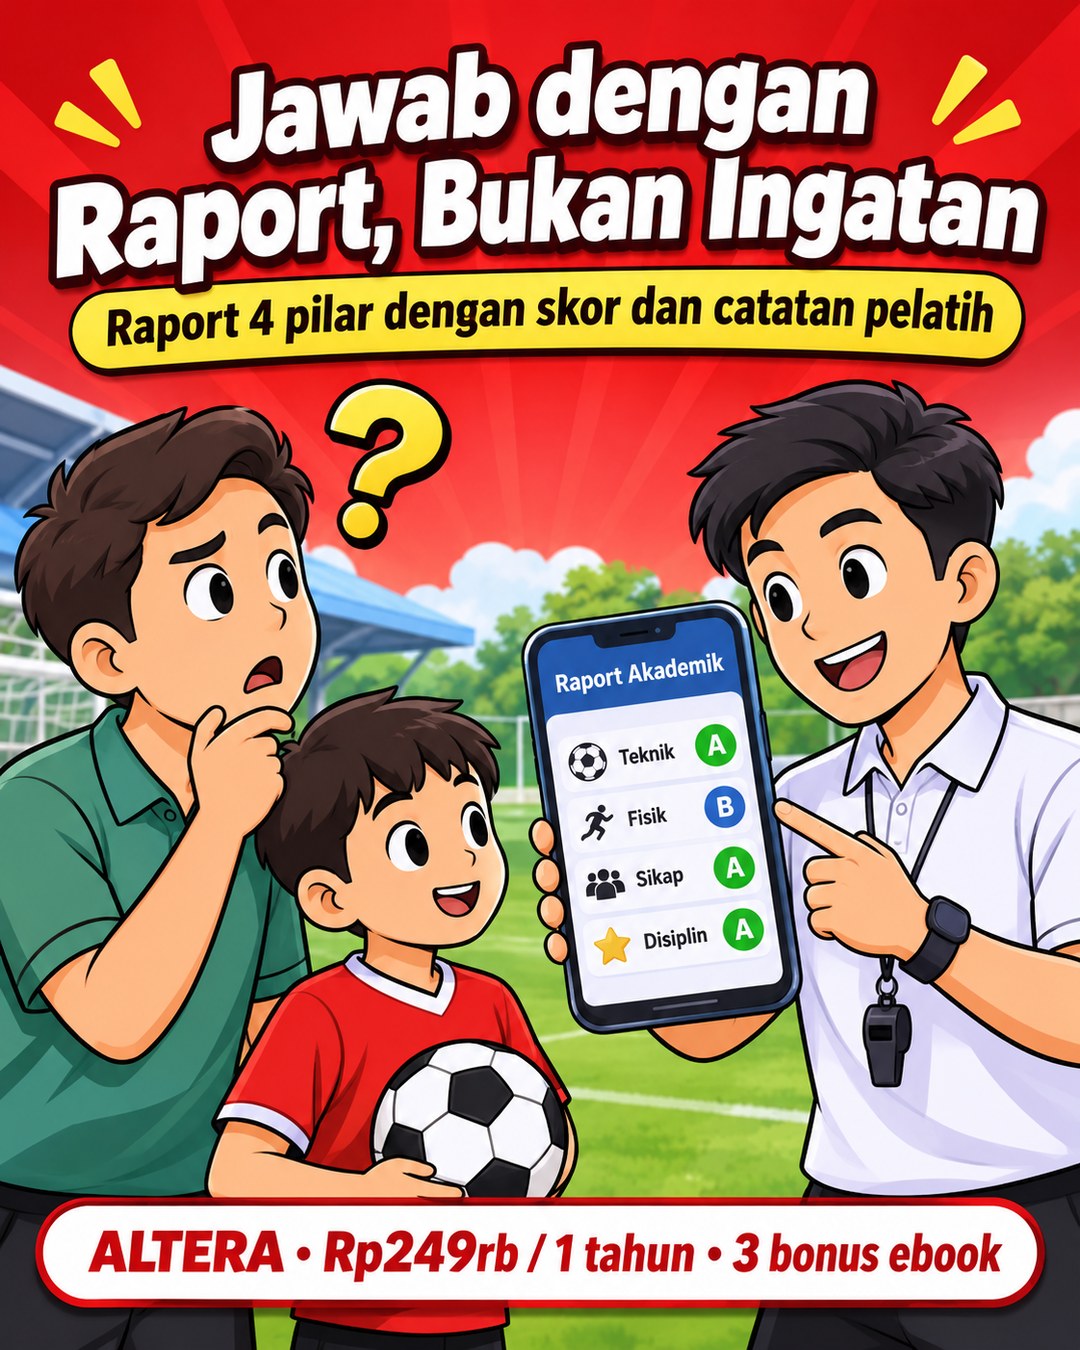 Jawab dengan
Raport, Bukan Ingatan
Raport 4 pilar dengan skor dan catatan pelatih
?
Raport Akademik
Teknik A
Fisik B
Sikap A
Disiplin A
ALTERA • Rp249rb / 1 tahun • 3 bonus ebook